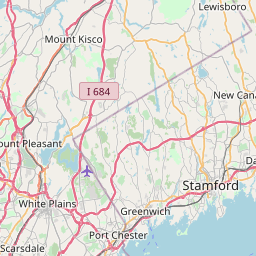 Lewisboro
Mount Kisco
I 684
New Cana
ount Pleasant
Da
Stamford
White Plains
Greenwich
Port Chester
Scarsdale